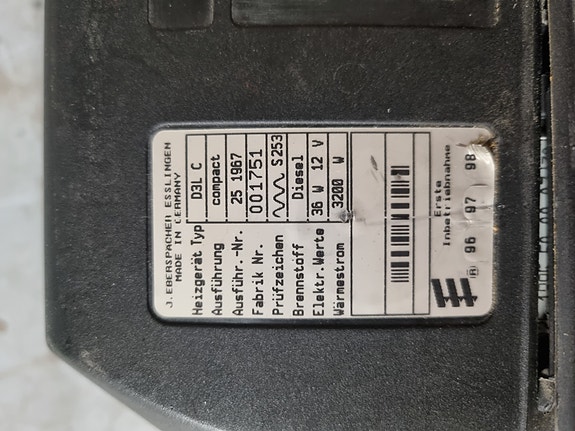 J. EBERSPÄCHER ESSLINGEN
MADE IN GERMANY
Heizgerät Typ D3L C
Ausführung compact
Ausführ.-Nr. 25 1967
Fabrik Nr. 001751
Prüfzeichen S253
Brennstoff Diesel
Elektr.Werte 36 W 12 V
Wärmestrom 3200 W
Erste
Inbetriebnahme
96 97 98